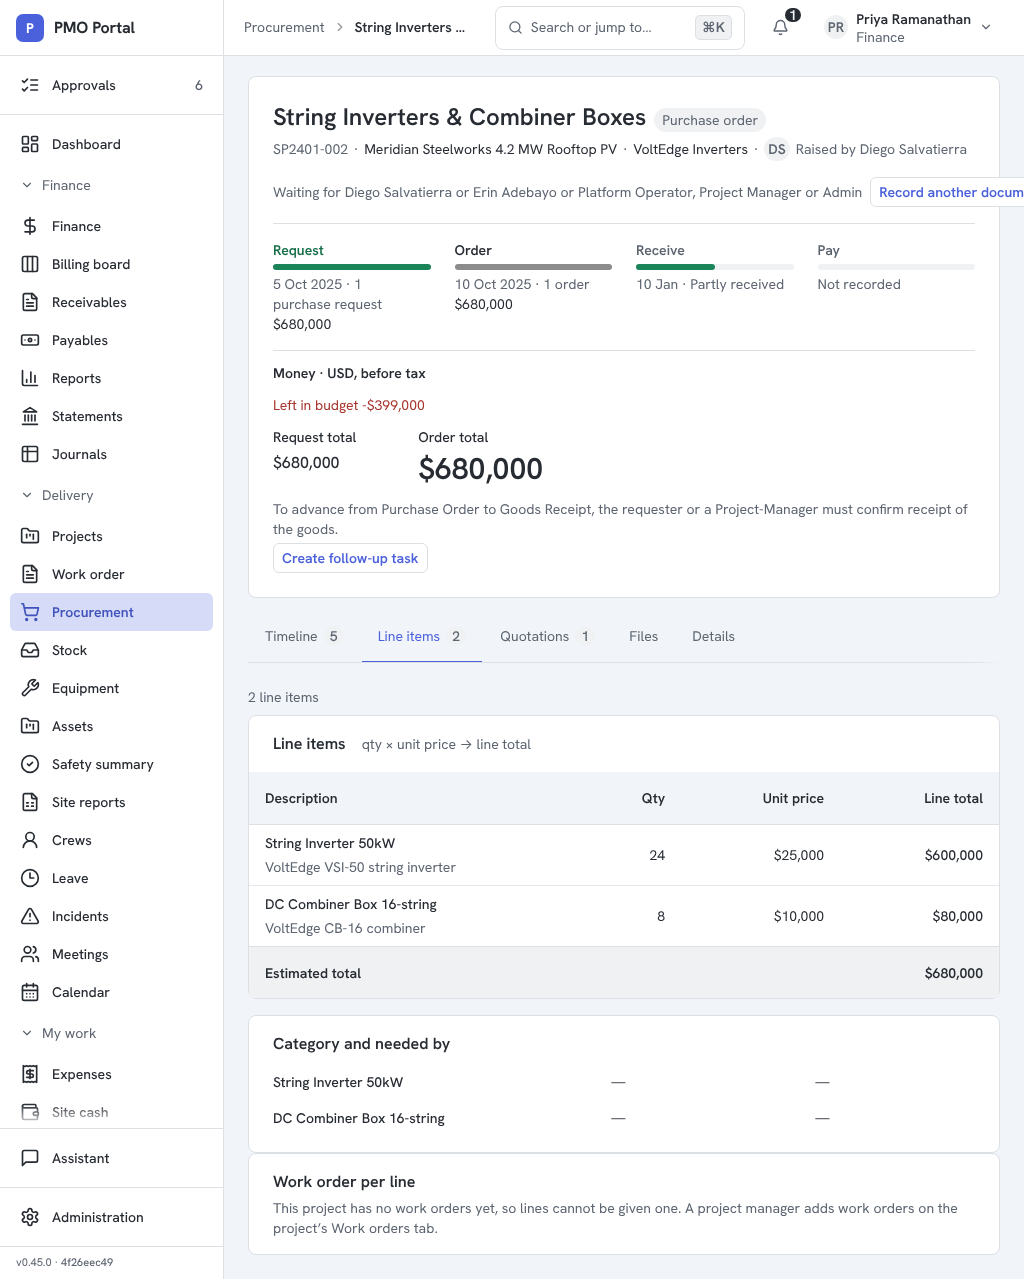 P PMO Portal
Procurement > String Inverters ...
Search or jump to... ⌘K
1
PR Priya Ramanathan
Finance
Approvals 6
Dashboard
Finance
Finance
Billing board
Receivables
Payables
Reports
Statements
Journals
Delivery
Projects
Work order
Procurement
Stock
Equipment
Assets
Safety summary
Site reports
Crews
Leave
Incidents
Meetings
Calendar
My work
Expenses
Site cash
Assistant
Administration
v0.45.0 · 4f26eec49
String Inverters & Combiner Boxes Purchase order
SP2401-002 · Meridian Steelworks 4.2 MW Rooftop PV · VoltEdge Inverters · DS Raised by Diego Salvatierra
Waiting for Diego Salvatierra or Erin Adebayo or Platform Operator, Project Manager or Admin Record another docum
Request
5 Oct 2025 · 1
purchase request
$680,000
Order
10 Oct 2025 · 1 order
$680,000
Receive
10 Jan · Partly received
Pay
Not recorded
Money · USD, before tax
Left in budget -$399,000
Request total
$680,000
Order total
$680,000
To advance from Purchase Order to Goods Receipt, the requester or a Project-Manager must confirm receipt of
the goods.
Create follow-up task
Timeline 5 Line items 2 Quotations 1 Files Details
2 line items
Line items qty × unit price → line total
Description Qty Unit price Line total
String Inverter 50kW
VoltEdge VSI-50 string inverter
24 $25,000 $600,000
DC Combiner Box 16-string
VoltEdge CB-16 combiner
8 $10,000 $80,000
Estimated total $680,000
Category and needed by
String Inverter 50kW — —
DC Combiner Box 16-string — —
Work order per line
This project has no work orders yet, so lines cannot be given one. A project manager adds work orders on the
project’s Work orders tab.